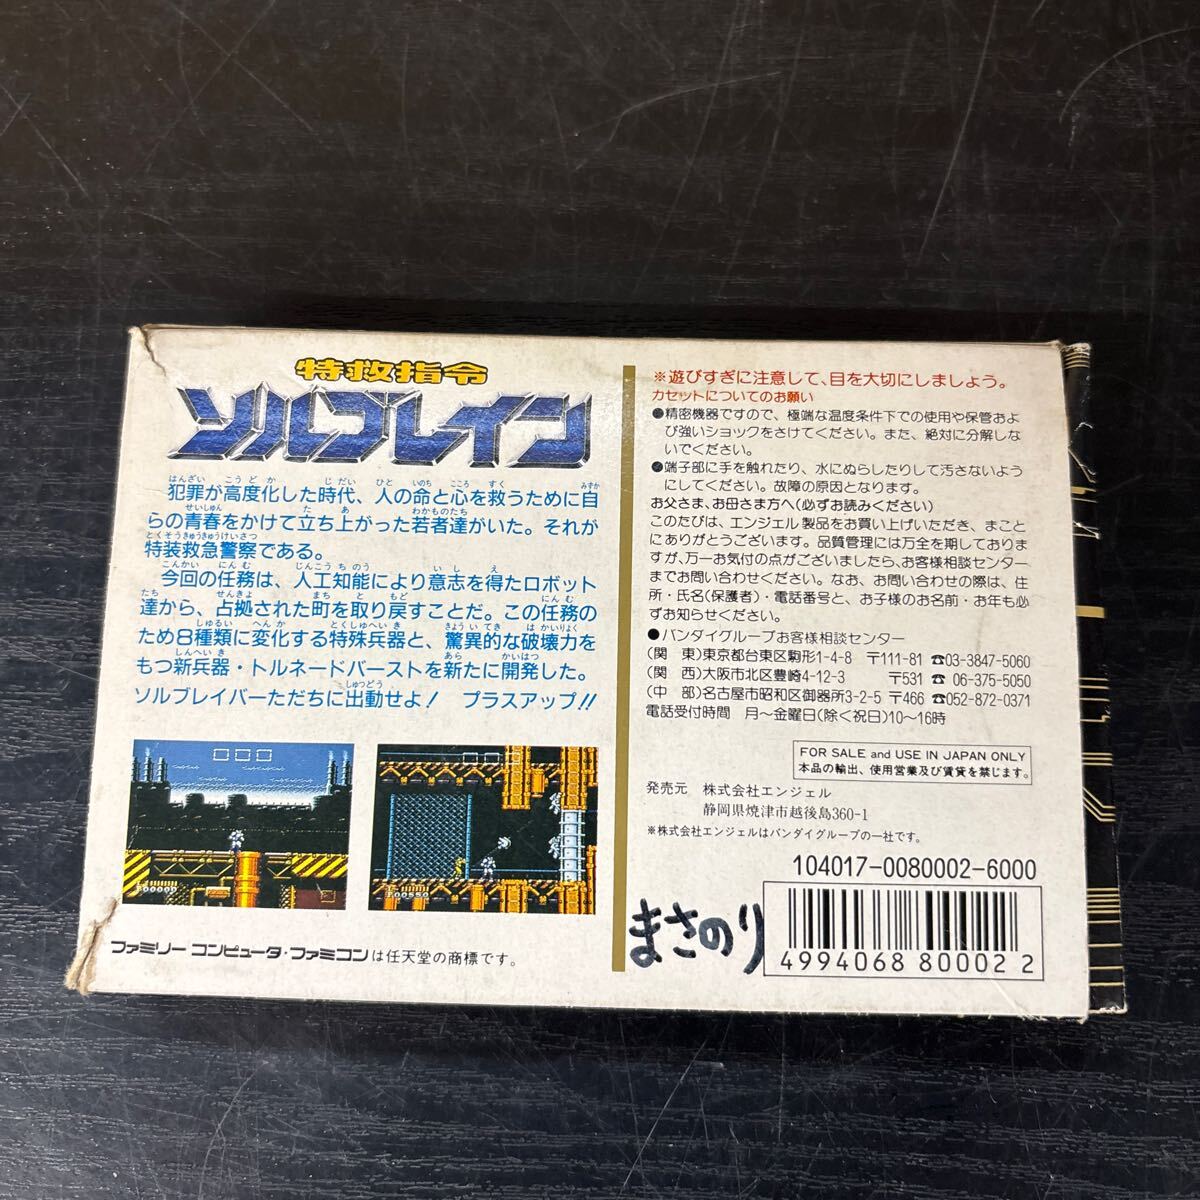 特救指令
ソルブレイン
犯罪が高度化した時代、人の命と心を救うために自
らの青春をかけて立ち上がった若者達がいた。それが
特装救急警察である。
今回の任務は、人工知能により意志を得たロボット
達から、占拠された町を取り戻すことだ。この任務の
ため8種類に変化する特殊兵器と、驚異的な破壊力を
もつ新兵器・トルネードバーストを新たに開発した。
ソルブレイバーただちに出動せよ! プラスアップ!!
ファミリー コンピュータ・ファミコンは任天堂の商標です。
※遊びすぎに注意して、目を大切にしましょう。
カセットについてのお願い
●精密機器ですので、極端な温度条件下での使用や保管およ
び強いショックをさけてください。また、絶対に分解しな
いでください。
●端子部に手を触れたり、水にぬらしたりして汚さないよう
にしてください。故障の原因となります。
お父さま、お母さま方へ(必ずお読みください)
このたびは、エンジェル製品をお買い上げいただき、まこと
にありがとうございます。品質管理には万全を期しております
が、万一お気付の点がございましたら、お客様相談センター
までお問い合わせください。なお、お問い合わせの際は、住
所・氏名(保護者)・電話番号と、お子様のお名前・お年も必
ずお知らせください。
●バンダイグループお客様相談センター
(関 東)東京都台東区駒形1-4-8 〒111-81 ☎03-3847-5060
(関 西)大阪市北区豊崎4-12-3 〒531 ☎06-375-5050
(中 部)名古屋市昭和区御器所3-2-5 〒466 ☎052-872-0371
電話受付時間 月～金曜日(除く祝日)10～16時
FOR SALE and USE IN JAPAN ONLY
本品の輸出、使用営業及び賃貸を禁じます。
発売元 株式会社エンジェル
静岡県焼津市越後島360-1
※株式会社エンジェルはバンダイグループの一社です。
104017-0080002-6000
まさのり
4994068 80002 2